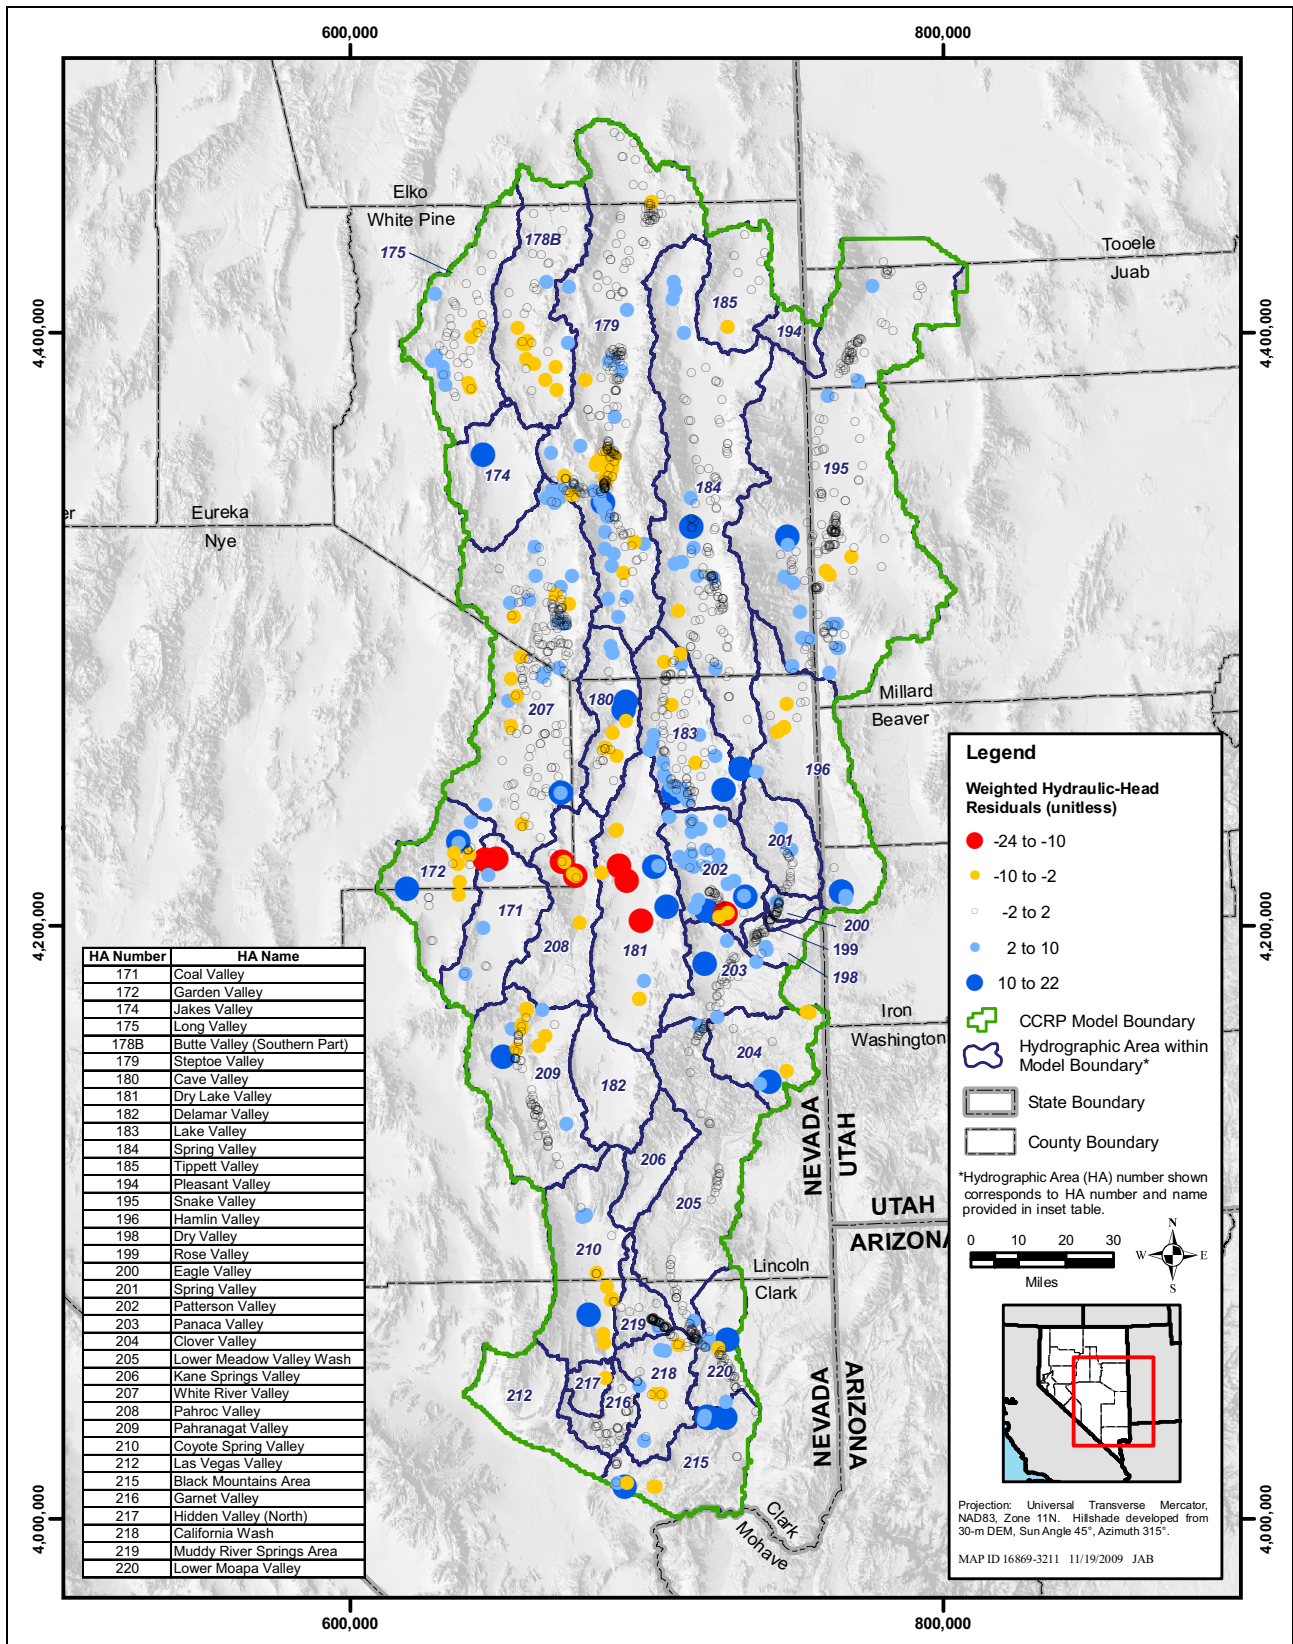 600,000
800,000
Elko
White Pine
Tooele
Juab
175
178B
185
4,400,000
4,400,000
179
194
195
174
184
Eureka
Nye
207
180
183
Millard
Beaver
196
201
172
202
171
200
199
198
208
181
203
4,200,000
4,200,000
Iron
Washington
204
209
182
206
205
NEVADA
UTAH
UTAH
ARIZONA
210
Lincoln
Clark
219
218
220
212
217
216
215
NEVADA
ARIZONA
Clark
Mohave
4,000,000
4,000,000
600,000
800,000
HA Number HA Name
171 Coal Valley
172 Garden Valley
174 Jakes Valley
175 Long Valley
178B Butte Valley (Southern Part)
179 Steptoe Valley
180 Cave Valley
181 Dry Lake Valley
182 Delamar Valley
183 Lake Valley
184 Spring Valley
185 Tippett Valley
194 Pleasant Valley
195 Snake Valley
196 Hamlin Valley
198 Dry Valley
199 Rose Valley
200 Eagle Valley
201 Spring Valley
202 Patterson Valley
203 Panaca Valley
204 Clover Valley
205 Lower Meadow Valley Wash
206 Kane Springs Valley
207 White River Valley
208 Pahroc Valley
209 Pahranagat Valley
210 Coyote Spring Valley
212 Las Vegas Valley
215 Black Mountains Area
216 Garnet Valley
217 Hidden Valley (North)
218 California Wash
219 Muddy River Springs Area
220 Lower Moapa Valley
Legend
Weighted Hydraulic-Head
Residuals (unitless)
-24 to -10
-10 to -2
-2 to 2
2 to 10
10 to 22
CCRP Model Boundary
Hydrographic Area within
Model Boundary*
State Boundary
County Boundary
*Hydrographic Area (HA) number shown
corresponds to HA number and name
provided in inset table.
0 10 20 30
Miles
N
W E
S
Projection: Universal Transverse Mercator,
NAD83, Zone 11N. Hillshade developed from
30-m DEM, Sun Angle 45°, Azimuth 315°.
MAP ID 16869-3211 11/19/2009 JAB